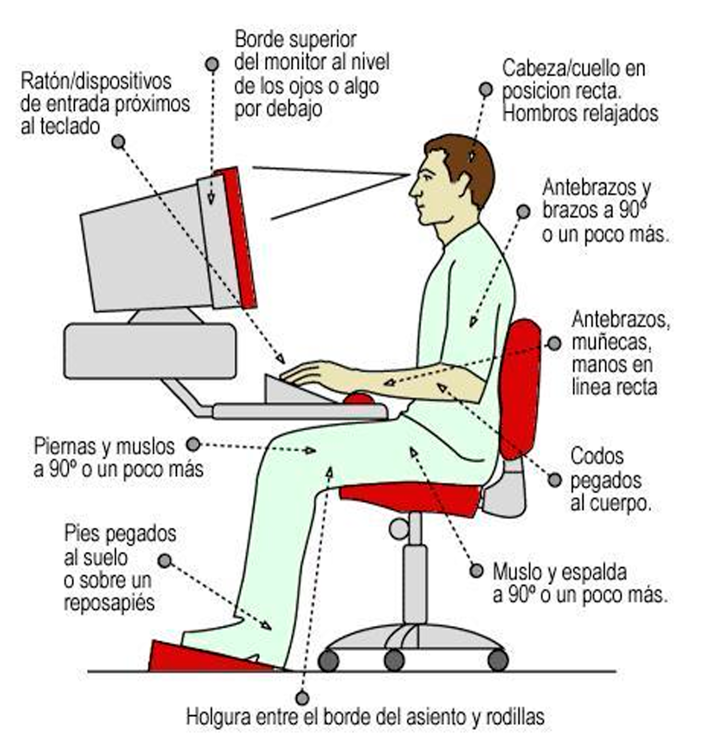 Borde superior
del monitor al nivel
de los ojos o algo
por debajo
Ratón/dispositivos
de entrada próximos
al teclado
Cabeza/cuello en
posicion recta.
Hombros relajados
Antebrazos y
brazos a 90º
o un poco más.
Antebrazos,
muñecas,
manos en
linea recta
Piernas y muslos
a 90º o un poco más
Codos
pegados
al cuerpo.
Pies pegados
al suelo
o sobre un
reposapiés
Muslo y espalda
a 90º o un poco más.
Holgura entre el borde del asiento y rodillas